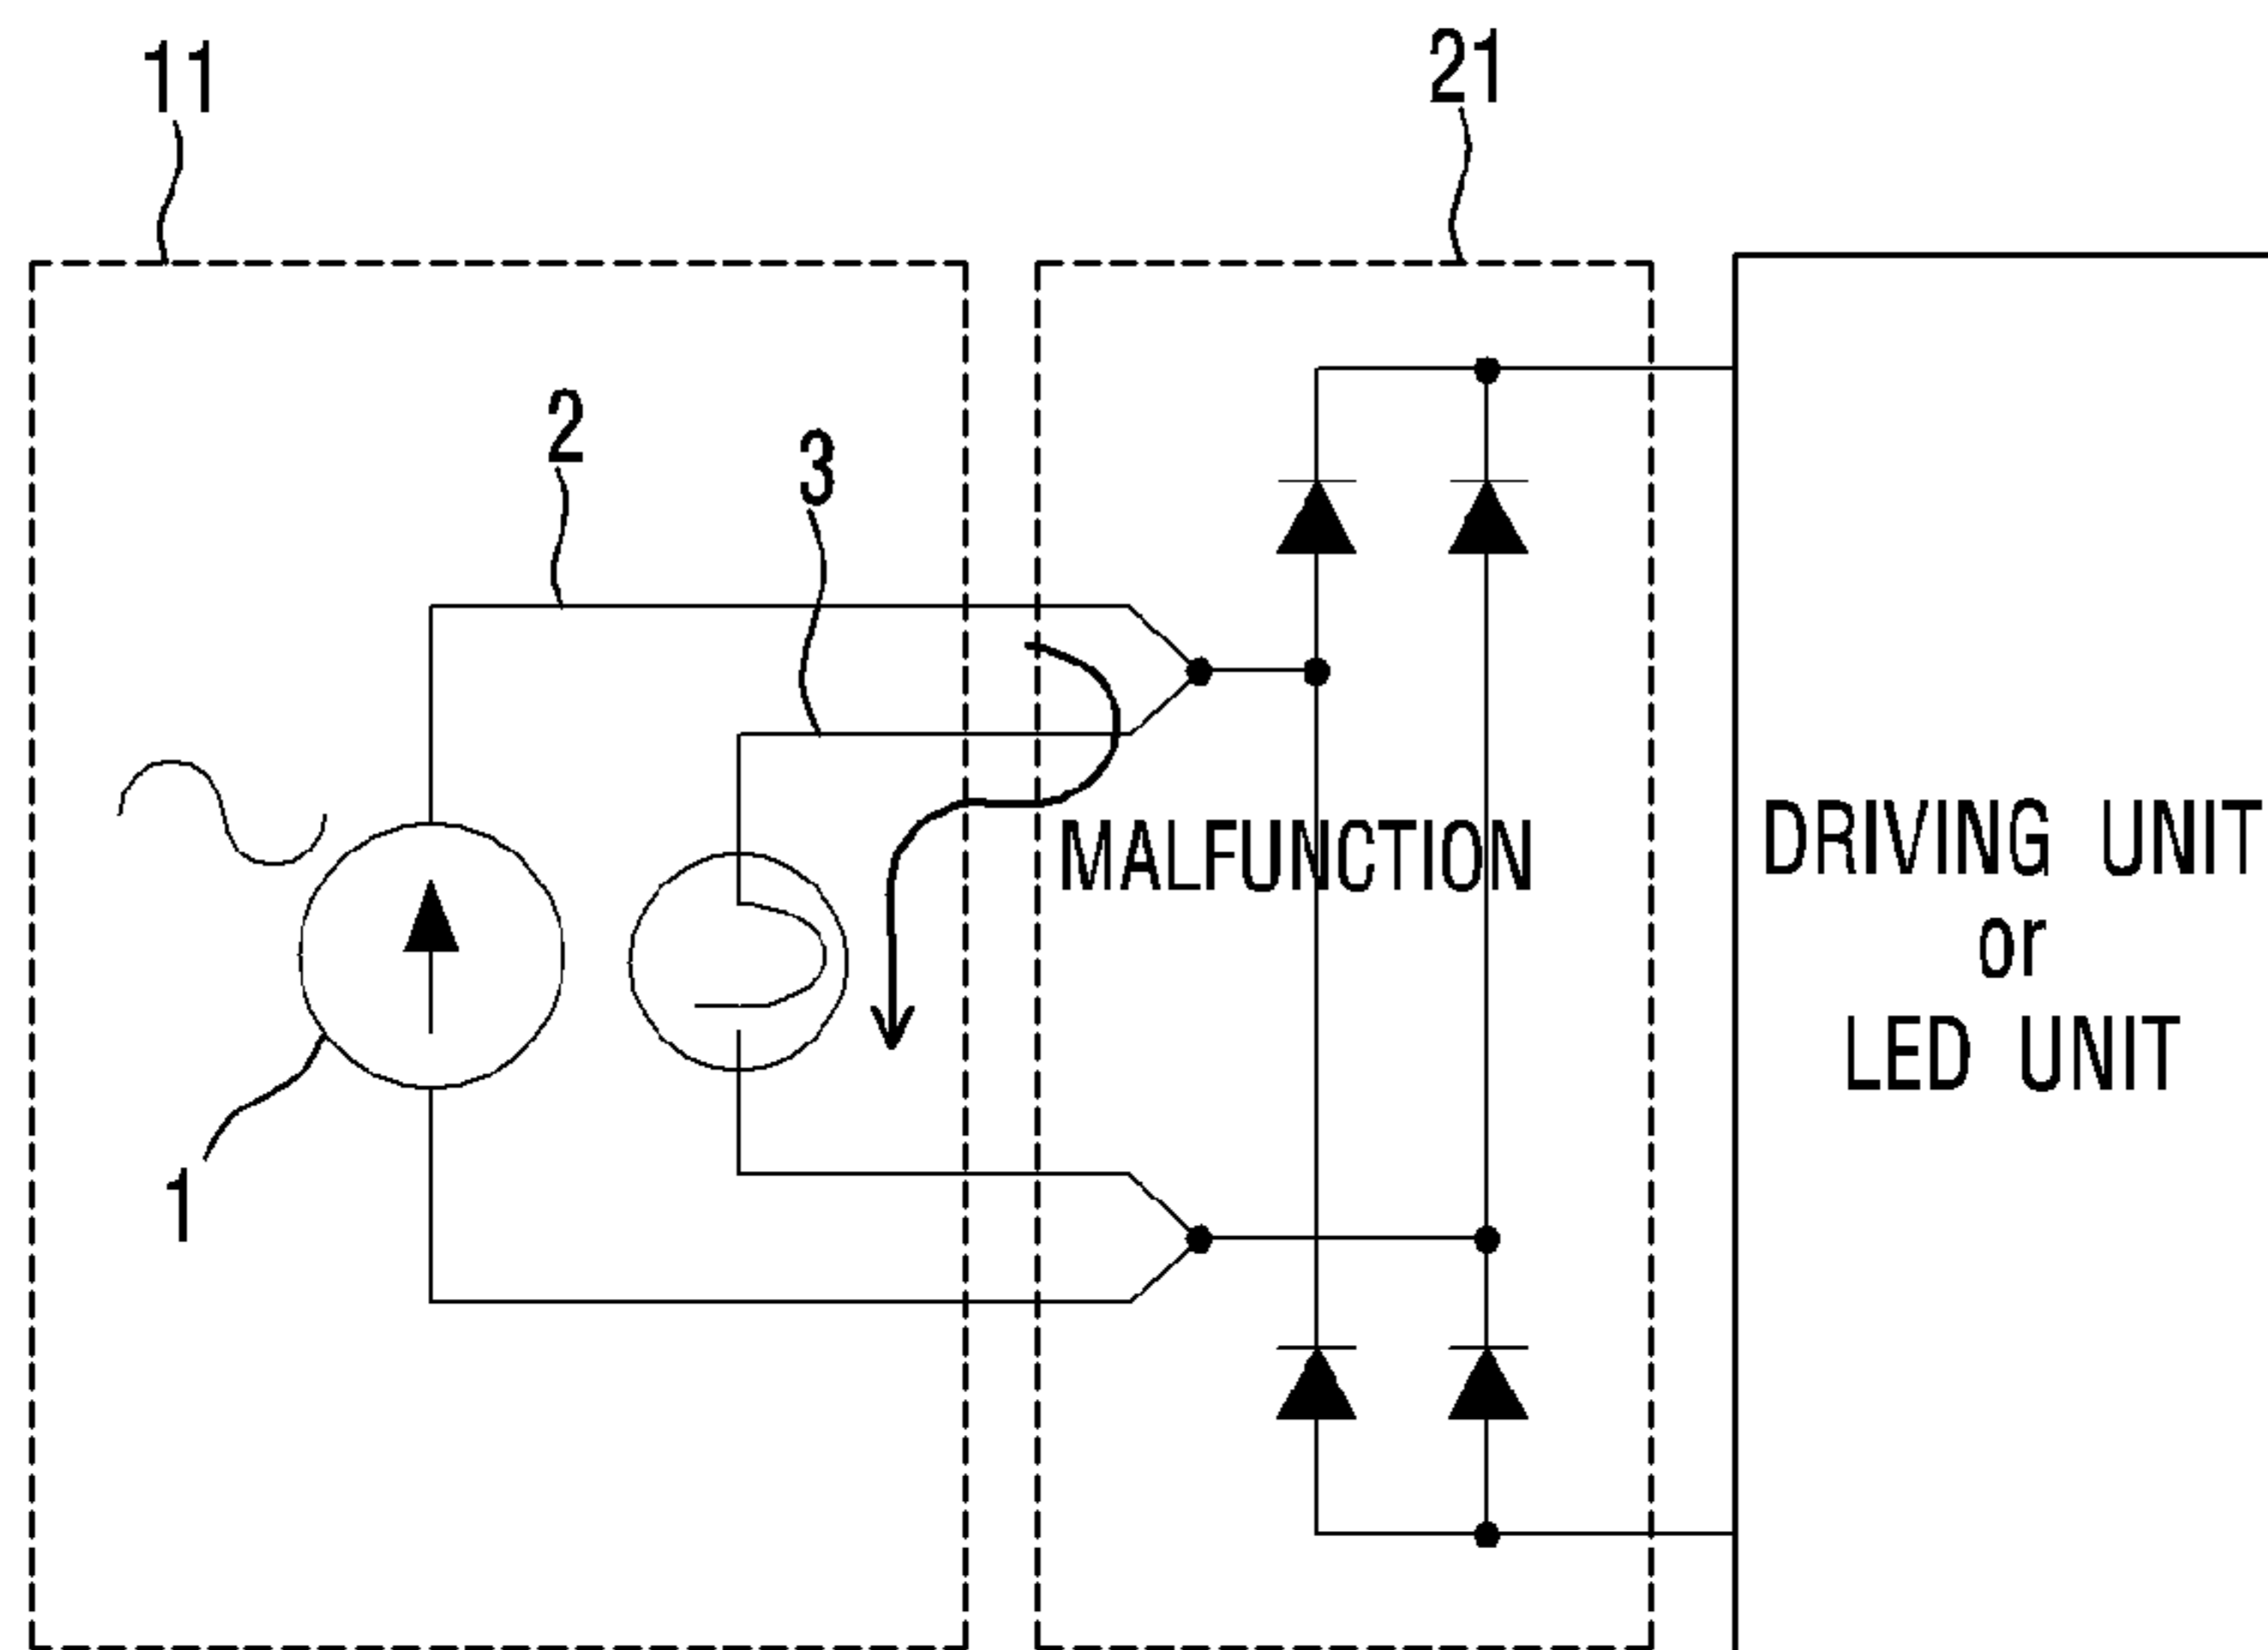 11
21
2
3
MALFUNCTION
DRIVING UNIT
or
LED UNIT
1